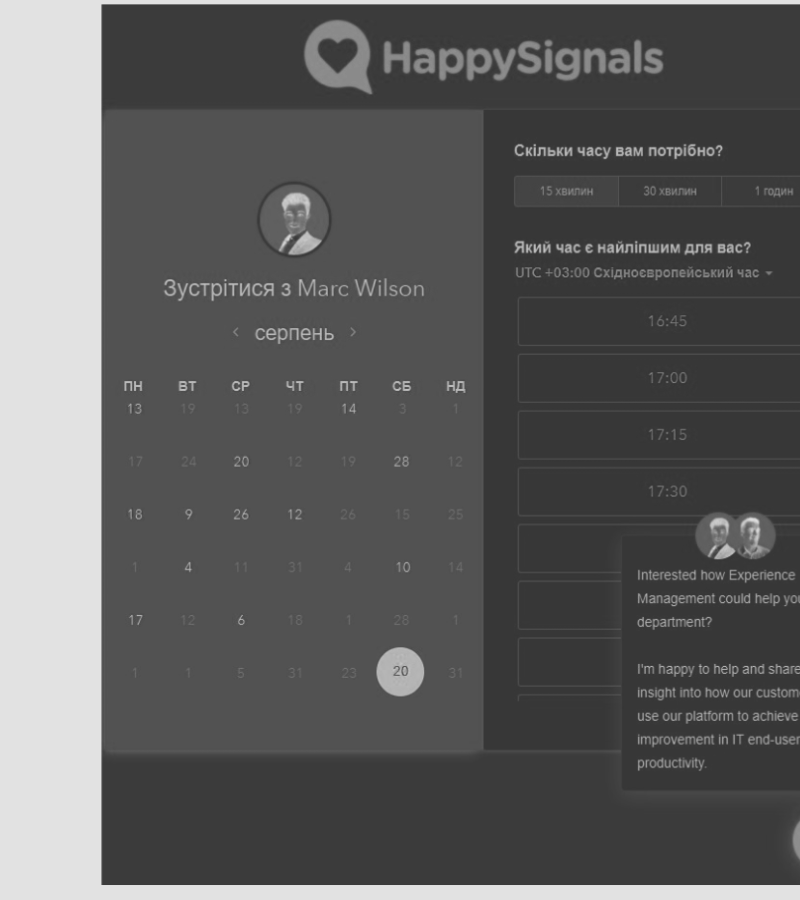 HappySignals
Зустрітися з Marc Wilson
серпень
ПН ВТ СР ЧТ ПТ СБ НД
13 19 13 19 14 3 1
17 24 20 12 19 28 12
18 9 26 12 26 15 25
1 4 11 31 4 10 14
17 12 6 18 1 28 1
1 1 5 31 23 20 31
Скільки часу вам потрібно?
15 хвилин 30 хвилин 1 годин
Який час є найліпшим для вас?
UTC +03:00 Східноєвропейський час
16:45
17:00
17:15
17:30
Interested how Experience
Management could help you
department?
I'm happy to help and share
insight into how our custome
use our platform to achieve
improvement in IT end-user
productivity.